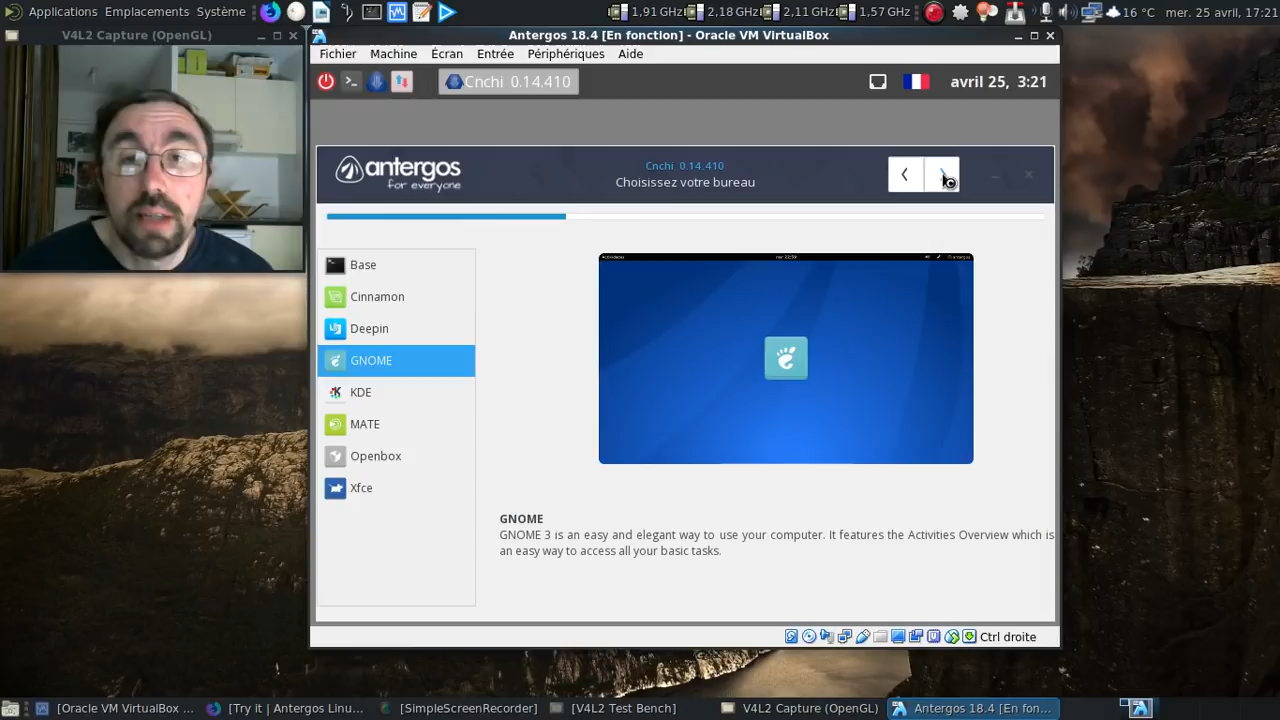 Applications Emplacements Système 1,91 GHz 2,18 GHz 2,11 GHz 1,57 GHz 16 °C mer. 25 avril, 17:21
V4L2 Capture (OpenGL)
Antergos 18.4 [En fonction] - Oracle VM VirtualBox
Fichier Machine Écran Entrée Périphériques Aide
Cnchi 0.14.410 avril 25, 3:21
antergos
for everyone
Cnchi 0.14.410
Choisissez votre bureau
Base
Cinnamon
Deepin
GNOME
KDE
MATE
Openbox
Xfce
GNOME
GNOME 3 is an easy and elegant way to use your computer. It features the Activities Overview which is
an easy way to access all your basic tasks.
Ctrl droite
[Oracle VM VirtualBox ... [Try it | Antergos Linu... [SimpleScreenRecorder] [V4L2 Test Bench] V4L2 Capture (OpenGL) Antergos 18.4 [En fon...